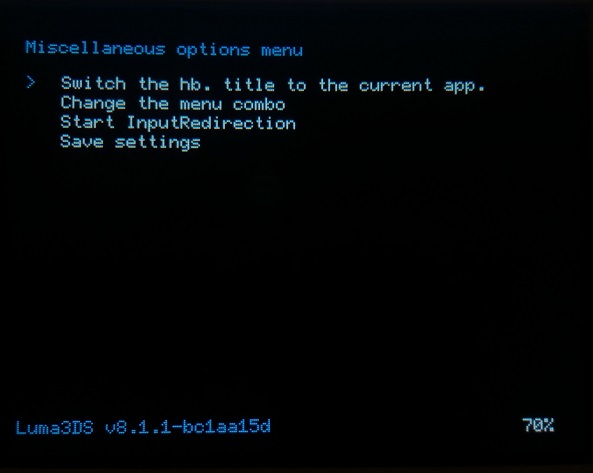 Miscellaneous options menu
> Switch the hb. title to the current app.
Change the menu combo
Start InputRedirection
Save settings
Luma3DS v8.1.1-bc1aa15d
70%